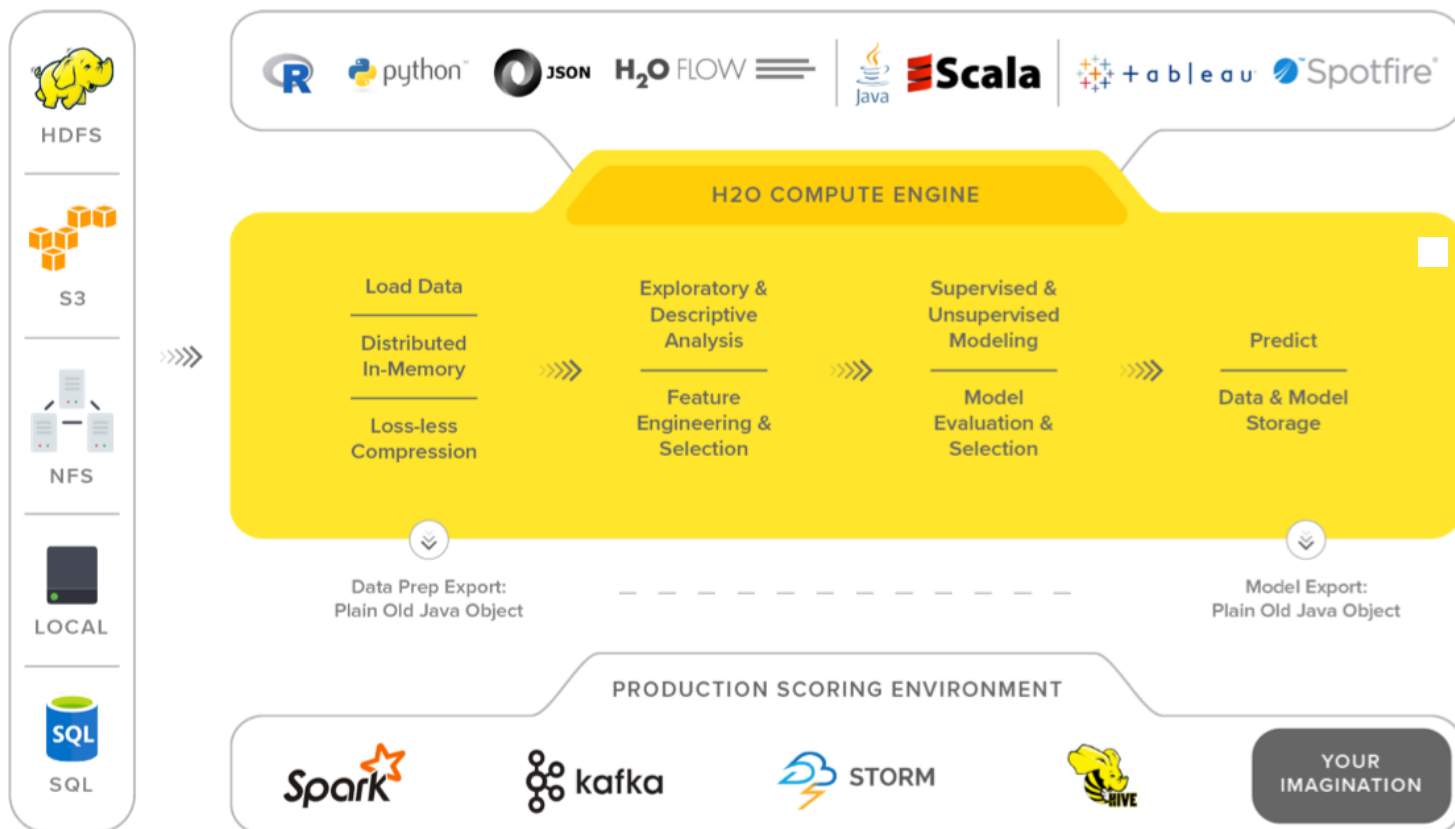 HDFS
S3
NFS
LOCAL
SQL
SQL
R
python™
JSON
H₂O FLOW
Java
Scala
+ableau
Spotfire®
H2O COMPUTE ENGINE
Load Data
Distributed
In-Memory
Loss-less
Compression
Exploratory &
Descriptive
Analysis
Feature
Engineering &
Selection
Supervised &
Unsupervised
Modeling
Model
Evaluation &
Selection
Predict
Data & Model
Storage
Data Prep Export:
Plain Old Java Object
Model Export:
Plain Old Java Object
PRODUCTION SCORING ENVIRONMENT
Spark
kafka
STORM
HIVE
YOUR
IMAGINATION